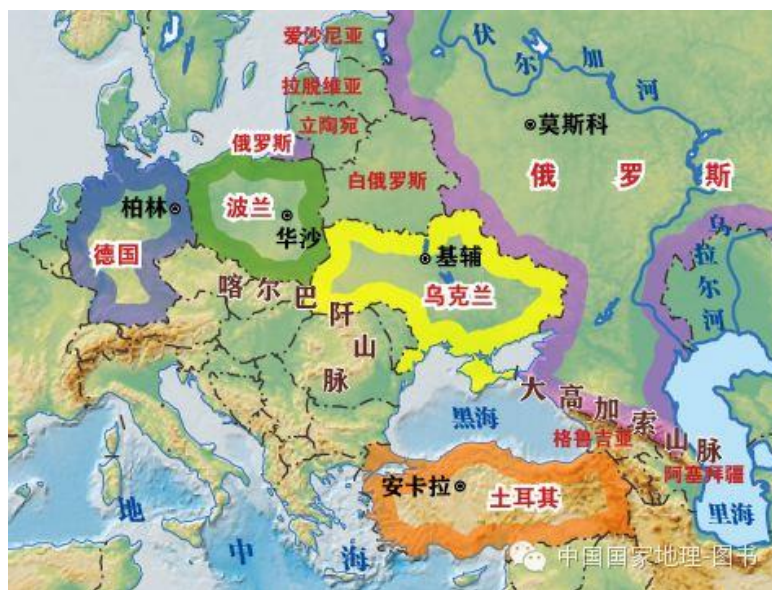 爱沙尼亚
伏尔加河
拉脱维亚
立陶宛
莫斯科
俄罗斯
俄罗斯
白俄罗斯
柏林
波兰
华沙
乌拉尔河
德国
基辅
喀尔巴阡山脉
乌克兰
大高加索山脉
黑海
格鲁吉亚
阿塞拜疆
安卡拉
土耳其
里海
地中海
中国国家地理-图书